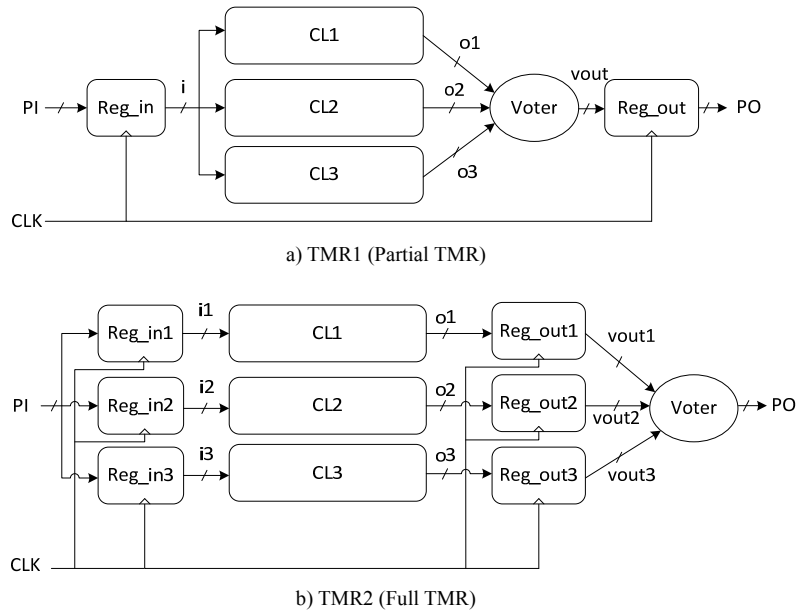 CL1
o1
PI
Reg_in
i
CL2
o2
Voter
vout
Reg_out
PO
CL3
o3
CLK
a) TMR1 (Partial TMR)
Reg_in1
i1
CL1
o1
Reg_out1
vout1
PI
Reg_in2
i2
CL2
o2
Reg_out2
vout2
Voter
PO
Reg_in3
i3
CL3
o3
Reg_out3
vout3
CLK
b) TMR2 (Full TMR)